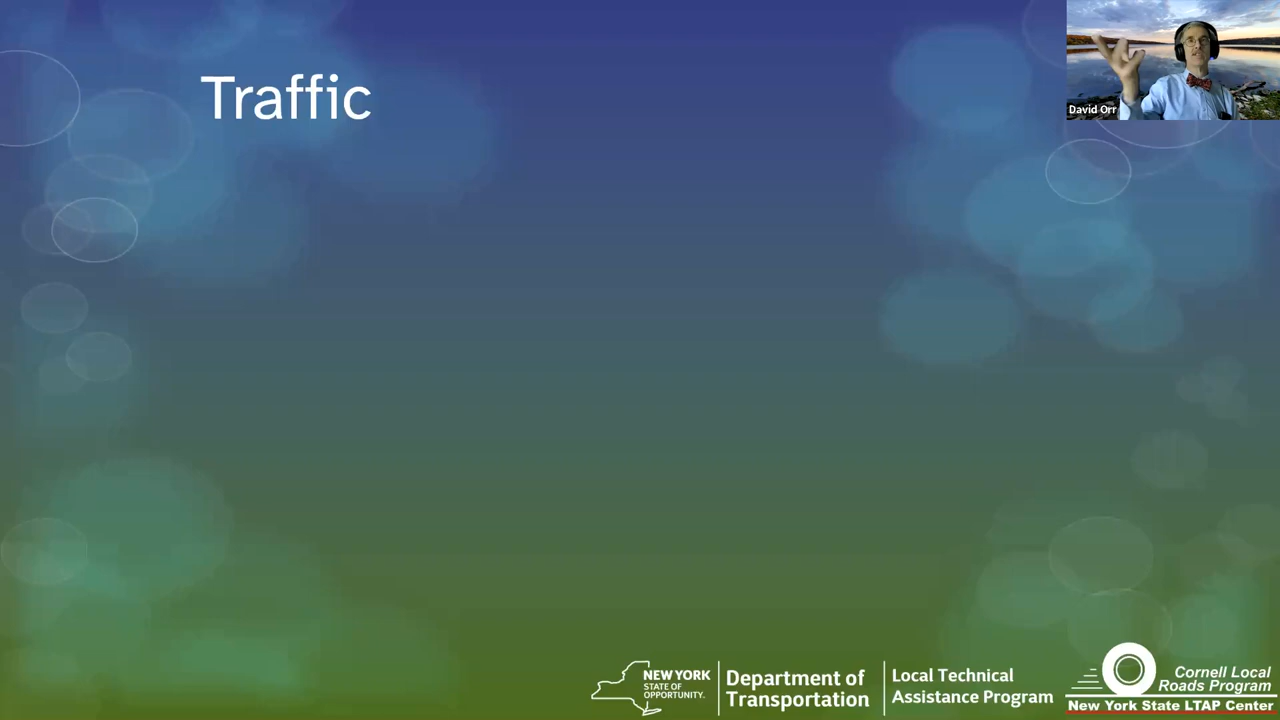 Traffic
David Orr
NEW YORK
STATE OF
OPPORTUNITY.
Department of
Transportation
Local Technical
Assistance Program
Cornell Local
Roads Program
New York State LTAP Center